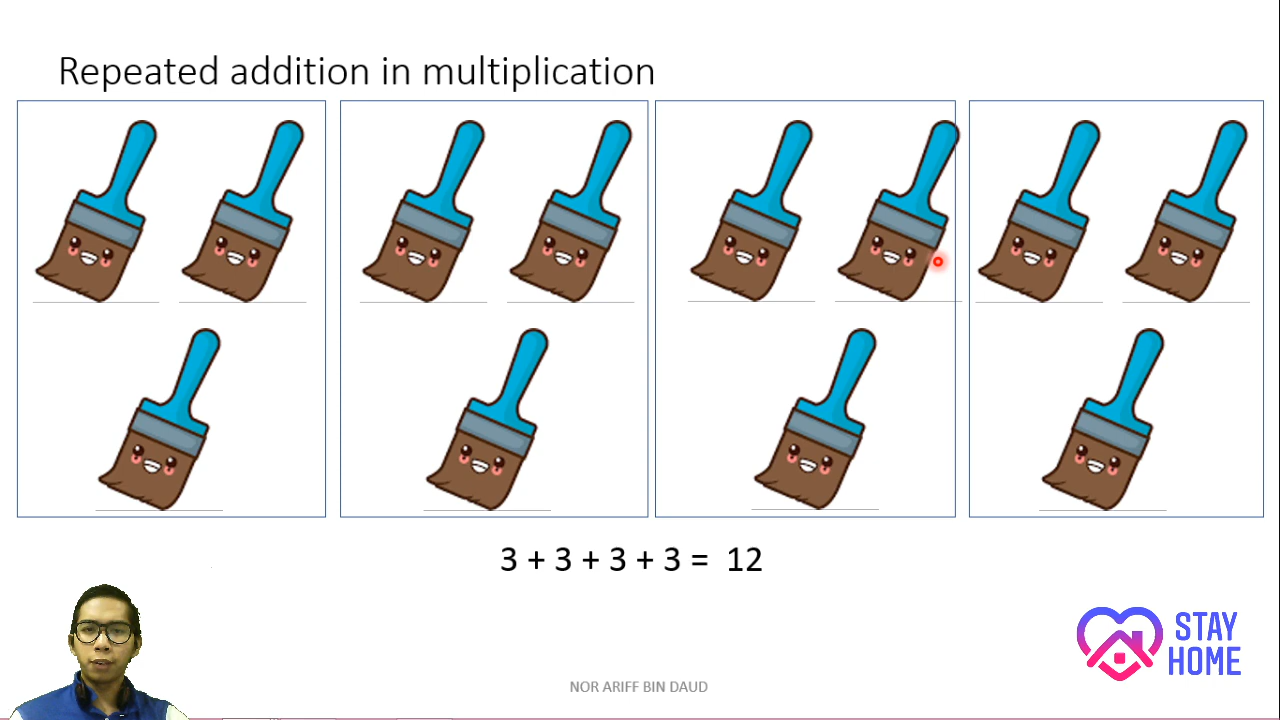 Repeated addition in multiplication
3 + 3 + 3 + 3 = 12
STAY
HOME
NOR ARIFF BIN DAUD